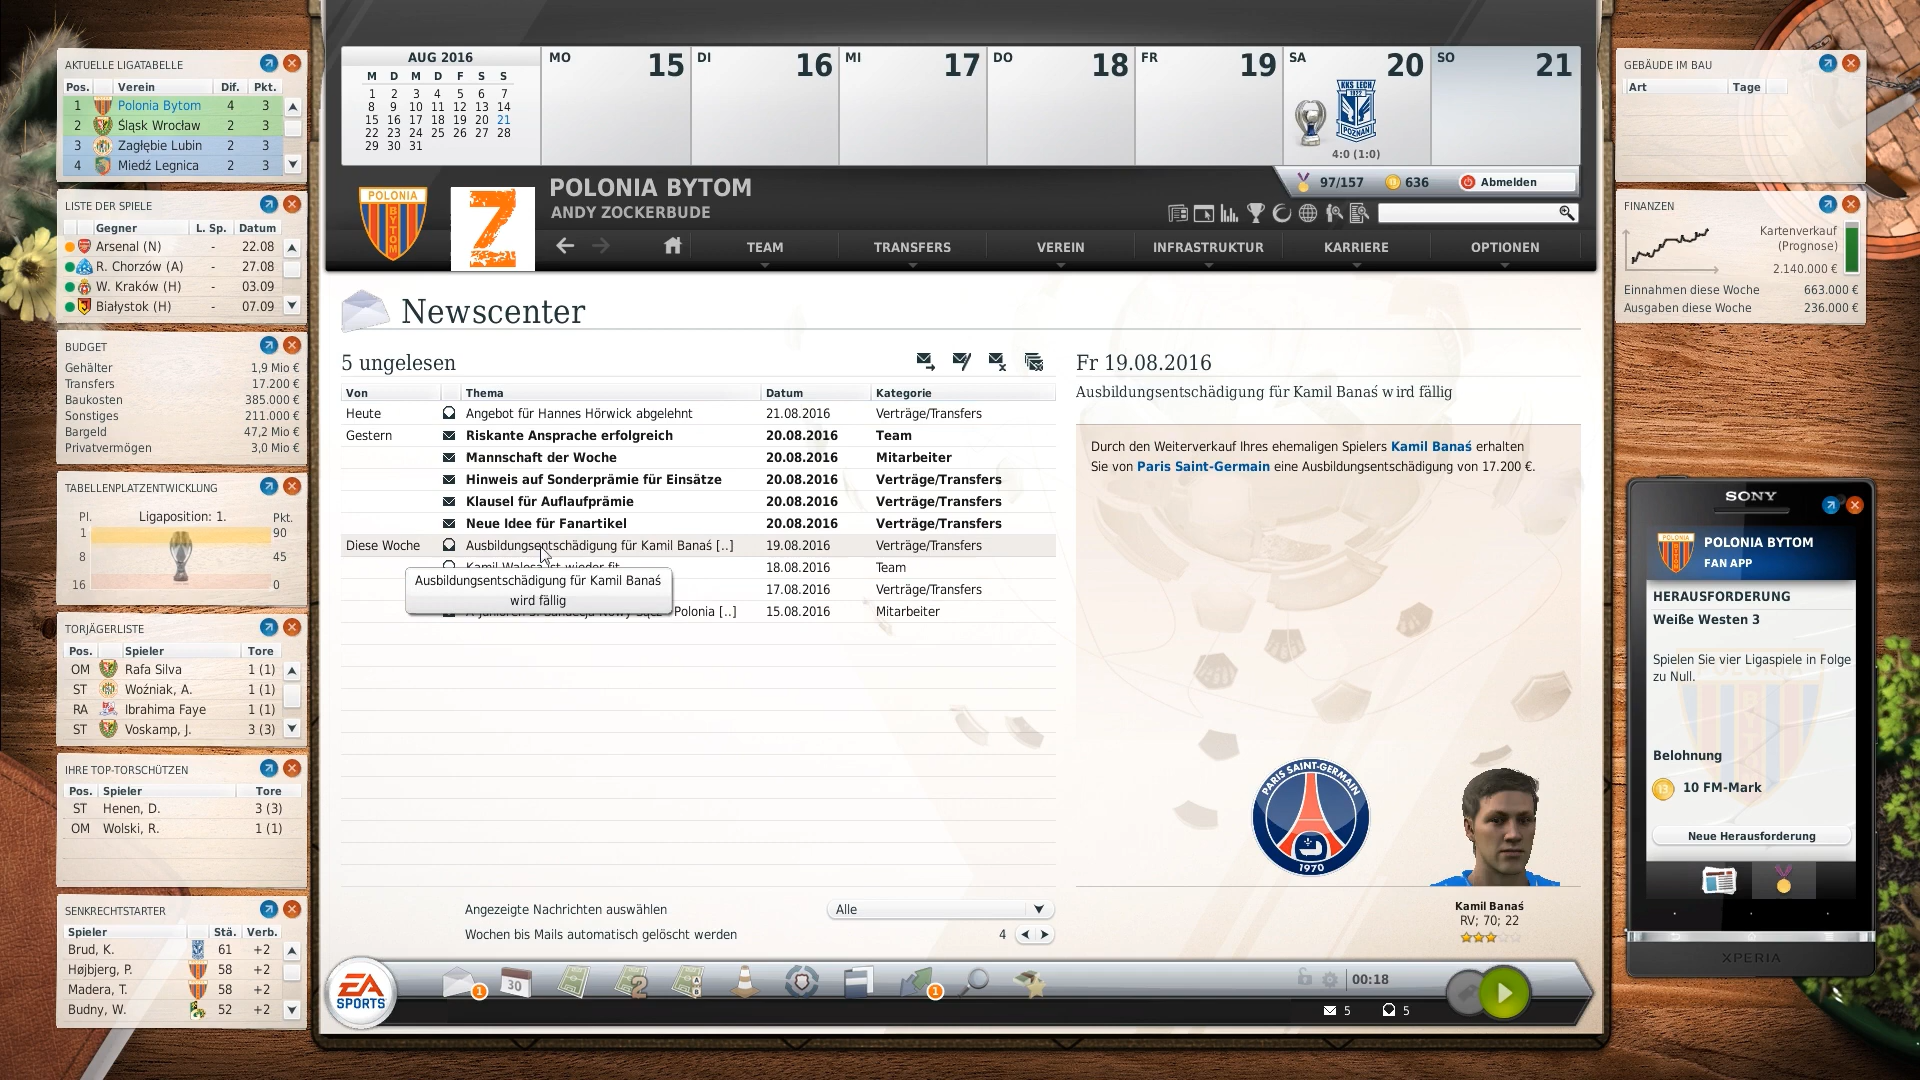 AKTUELLE LIGATABELLE
Pos. Verein Dif. Pkt.
1 Polonia Bytom 4 3
2 Śląsk Wrocław 2 3
3 Zagłębie Lubin 2 3
4 Miedź Legnica 2 3
LISTE DER SPIELE
Gegner L. Sp. Datum
Arsenal (N) - 22.08
R. Chorzów (A) - 27.08
W. Kraków (H) - 03.09
Białystok (H) - 07.09
BUDGET
Gehälter 1,9 Mio €
Transfers 17.200 €
Baukosten 385.000 €
Sonstiges 211.000 €
Bargeld 47,2 Mio €
Privatvermögen 3,0 Mio €
TABELLENPLATZENTWICKLUNG
Pl. Ligaposition: 1. Pkt.
1 90
8 45
16 0
TORJÄGERLISTE
Pos. Spieler Tore
OM Rafa Silva 1 (1)
ST Woźniak, A. 1 (1)
RA Ibrahima Faye 1 (1)
ST Voskamp, J. 3 (3)
IHRE TOP-TORSCHÜTZEN
Pos. Spieler Tore
ST Henen, D. 3 (3)
OM Wolski, R. 1 (1)
SENKRECHTSTARTER
Spieler Stä. Verb.
Brud, K. 61 +2
Højbjerg, P. 58 +2
Madera, T. 58 +2
Budny, W. 52 +2
AUG 2016
M D M D F S S
1 2 3 4 5 6 7
8 9 10 11 12 13 14
15 16 17 18 19 20 21
22 23 24 25 26 27 28
29 30 31
MO 15 DI 16 MI 17 DO 18 FR 19 SA 20 SO 21
KKS LECH
1922
POZNAŃ
4:0 (1:0)
POLONIA
BYTOM
Z
POLONIA BYTOM
ANDY ZOCKERBUDE
97/157 636 Abmelden
TEAM TRANSFERS VEREIN INFRASTRUKTUR KARRIERE OPTIONEN
Newscenter
5 ungelesen
Von Thema Datum Kategorie
Heute Angebot für Hannes Hörwick abgelehnt 21.08.2016 Verträge/Transfers
Gestern Riskante Ansprache erfolgreich 20.08.2016 Team
Mannschaft der Woche 20.08.2016 Mitarbeiter
Hinweis auf Sonderprämie für Einsätze 20.08.2016 Verträge/Transfers
Klausel für Auflaufprämie 20.08.2016 Verträge/Transfers
Neue Idee für Fanartikel 20.08.2016 Verträge/Transfers
Diese Woche Ausbildungsentschädigung für Kamil Banaś [..] 19.08.2016 Verträge/Transfers
18.08.2016 Team
Ausbildungsentschädigung für Kamil Banaś
wird fällig
17.08.2016 Verträge/Transfers
Polonia [..] 15.08.2016 Mitarbeiter
Angezeigte Nachrichten auswählen Alle
Wochen bis Mails automatisch gelöscht werden 4
Fr 19.08.2016
Ausbildungsentschädigung für Kamil Banaś wird fällig
Durch den Weiterverkauf Ihres ehemaligen Spielers Kamil Banaś erhalten
Sie von Paris Saint-Germain eine Ausbildungsentschädigung von 17.200 €.
PARIS SAINT-GERMAIN
1970
Kamil Banaś
RV; 70; 22
EA
SPORTS
1 30 2 1 00:18
5 5
GEBÄUDE IM BAU
Art Tage
FINANZEN
Kartenverkauf
(Prognose)
2.140.000 €
Einnahmen diese Woche 663.000 €
Ausgaben diese Woche 236.000 €
SONY
POLONIA
POLONIA BYTOM
FAN APP
HERAUSFORDERUNG
Weiße Westen 3
Spielen Sie vier Ligaspiele in Folge
zu Null.
Belohnung
13 10 FM-Mark
Neue Herausforderung
XPERIA